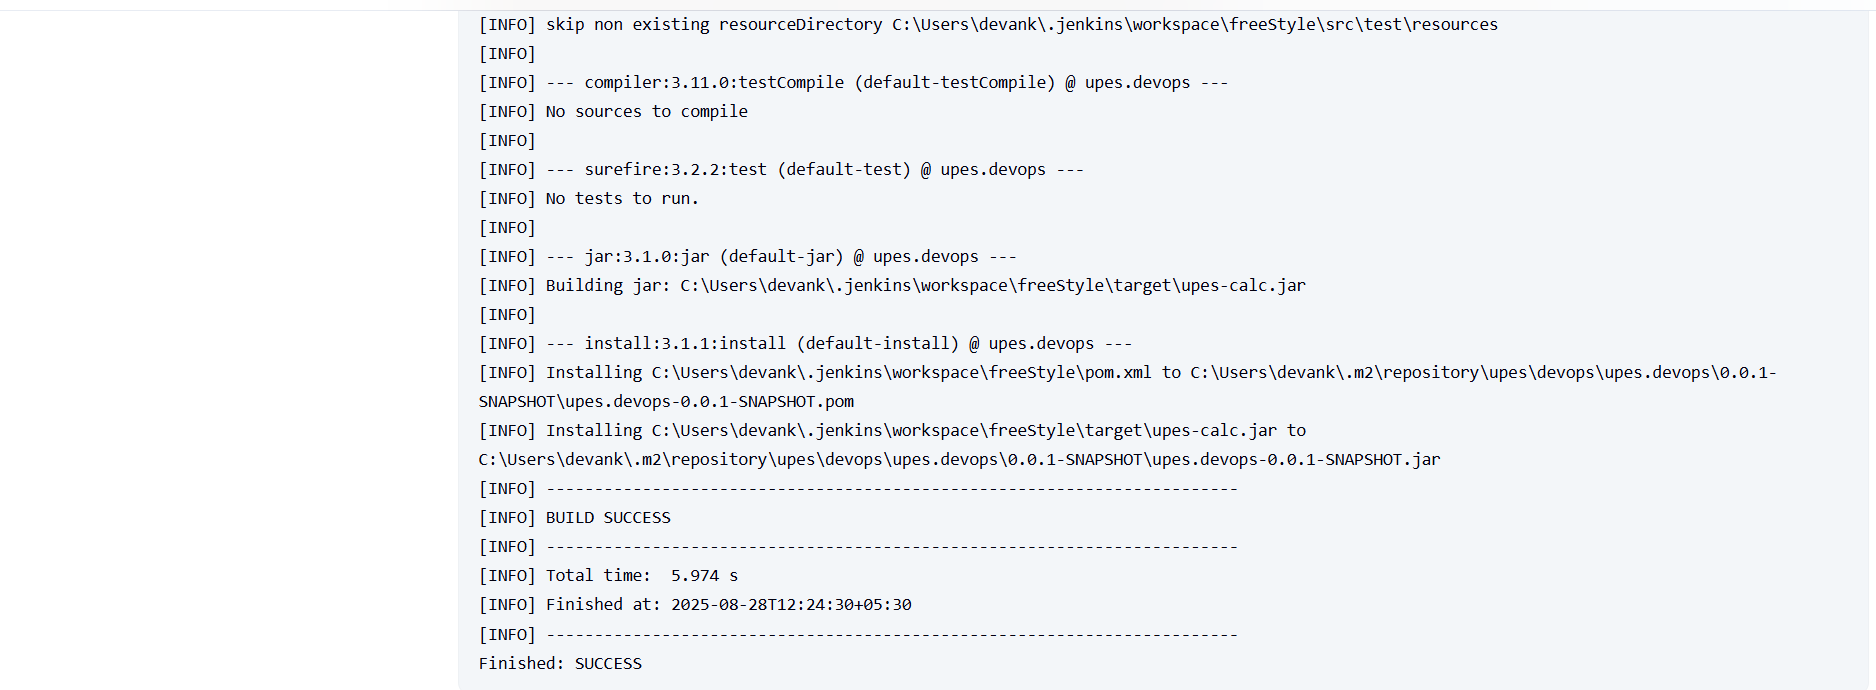 [INFO] skip non existing resourceDirectory C:\Users\devank\.jenkins\workspace\freeStyle\src\test\resources
[INFO]
[INFO] --- compiler:3.11.0:testCompile (default-testCompile) @ upes.devops ---
[INFO] No sources to compile
[INFO]
[INFO] --- surefire:3.2.2:test (default-test) @ upes.devops ---
[INFO] No tests to run.
[INFO]
[INFO] --- jar:3.1.0:jar (default-jar) @ upes.devops ---
[INFO] Building jar: C:\Users\devank\.jenkins\workspace\freeStyle\target\upes-calc.jar
[INFO]
[INFO] --- install:3.1.1:install (default-install) @ upes.devops ---
[INFO] Installing C:\Users\devank\.jenkins\workspace\freeStyle\pom.xml to C:\Users\devank\.m2\repository\upes\devops\upes.devops\0.0.1-
SNAPSHOT\upes.devops-0.0.1-SNAPSHOT.pom
[INFO] Installing C:\Users\devank\.jenkins\workspace\freeStyle\target\upes-calc.jar to
C:\Users\devank\.m2\repository\upes\devops\upes.devops\0.0.1-SNAPSHOT\upes.devops-0.0.1-SNAPSHOT.jar
[INFO] ------------------------------------------------------------------------
[INFO] BUILD SUCCESS
[INFO] ------------------------------------------------------------------------
[INFO] Total time:  5.974 s
[INFO] Finished at: 2025-08-28T12:24:30+05:30
[INFO] ------------------------------------------------------------------------
Finished: SUCCESS